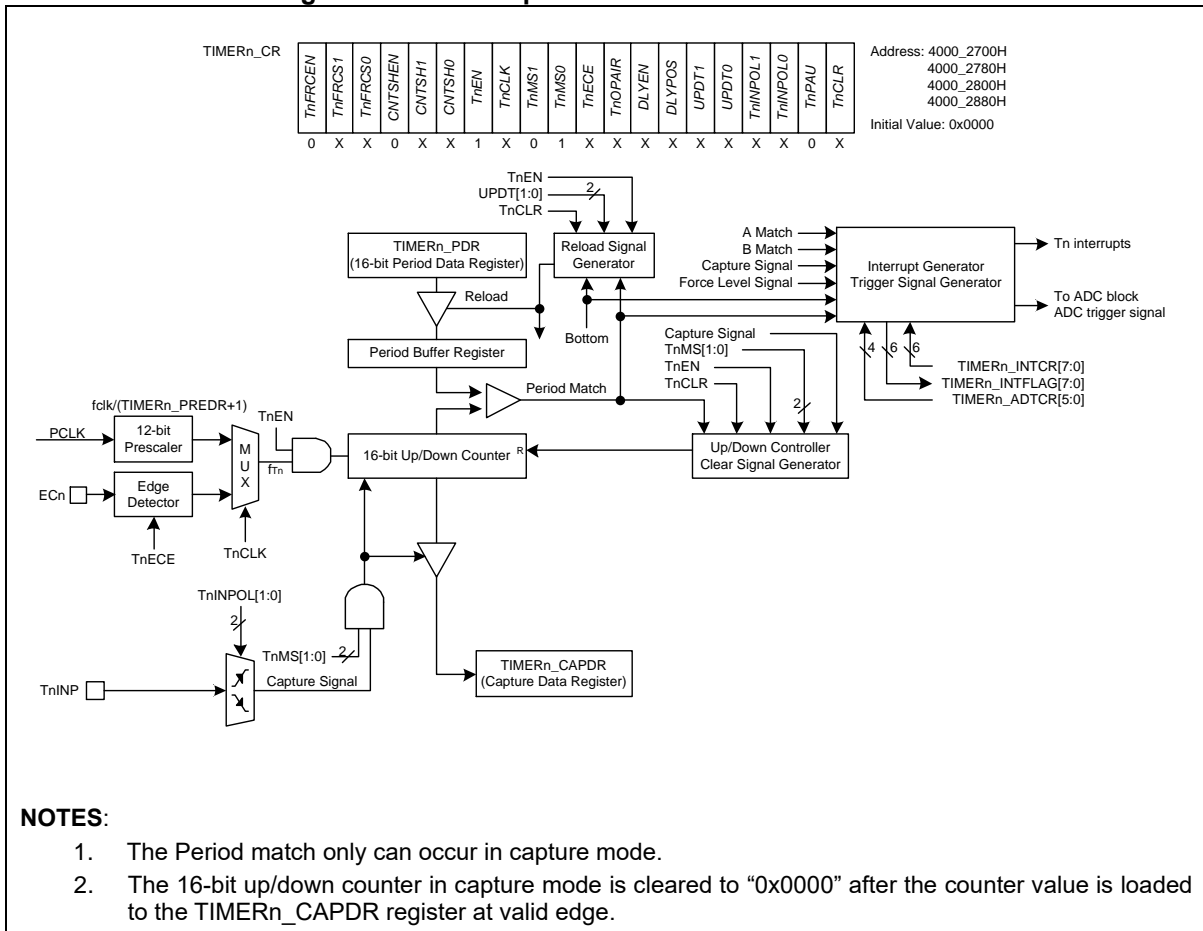 TIMERn_CR
TnFRCEN
TnFRCS1
TnFRCS0
CNTSHEN
CNTSH1
CNTSH0
TnEN
TnCLK
TnMS1
TnMS0
TnECE
TnOPAIR
DLYEN
DLYPOS
UPDT1
UPDT0
TnINPOL1
TnINPOL0
TnPAU
TnCLR
Address: 4000_2700H
4000_2780H
4000_2800H
4000_2880H
Initial Value: 0x0000
0 X X 0 X X 1 X 0 1 X X X X X X X X 0 X
TnEN
UPDT[1:0]
2
TnCLR
TIMERn_PDR
(16-bit Period Data Register)
Reload Signal
Generator
A Match
B Match
Capture Signal
Force Level Signal
Interrupt Generator
Trigger Signal Generator
Tn interrupts
To ADC block
ADC trigger signal
Reload
Bottom
Period Buffer Register
Capture Signal
TnMS[1:0]
TnEN
TnCLR
2
4 6 6
TIMERn_INTCR[7:0]
TIMERn_INTFLAG[7:0]
TIMERn_ADTCR[5:0]
Period Match
fclk/(TIMERn_PREDR+1)
TnEN
PCLK
12-bit
Prescaler
M
U
X
fTn
16-bit Up/Down Counter
R
Up/Down Controller
Clear Signal Generator
ECn
Edge
Detector
TnECE
TnCLK
TnINPOL[1:0]
2
TnMS[1:0]
2
TnINP
Capture Signal
TIMERn_CAPDR
(Capture Data Register)
NOTES:
1. The Period match only can occur in capture mode.
2. The 16-bit up/down counter in capture mode is cleared to “0x0000” after the counter value is loaded
to the TIMERn_CAPDR register at valid edge.